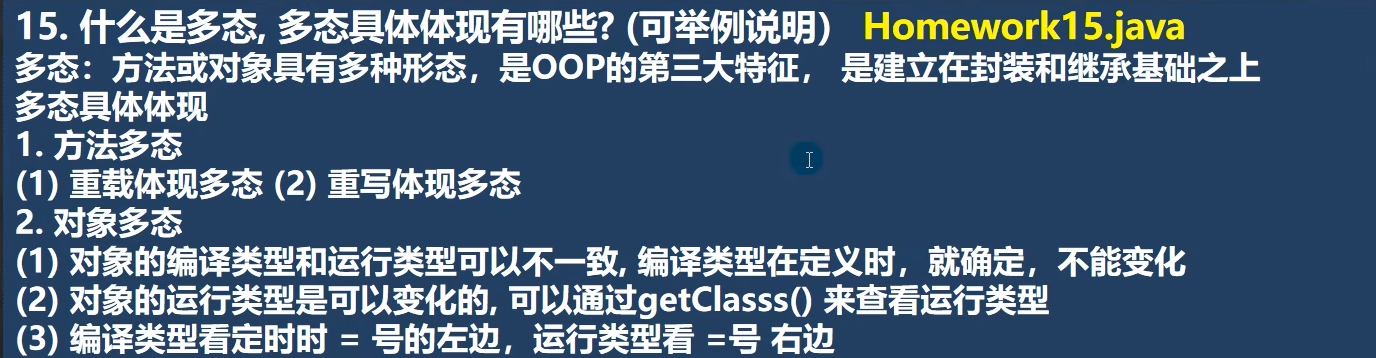 15. 什么是多态, 多态具体体现有哪些? (可举例说明） Homework15.java
多态：方法或对象具有多种形态，是OOP的第三大特征， 是建立在封装和继承基础之上
多态具体体现
1. 方法多态
(1) 重载体现多态 (2) 重写体现多态
2. 对象多态
(1) 对象的编译类型和运行类型可以不一致, 编译类型在定义时，就确定，不能变化
(2) 对象的运行类型是可以变化的, 可以通过getClasss() 来查看运行类型
(3) 编译类型看定时时 = 号的左边，运行类型看 =号 右边